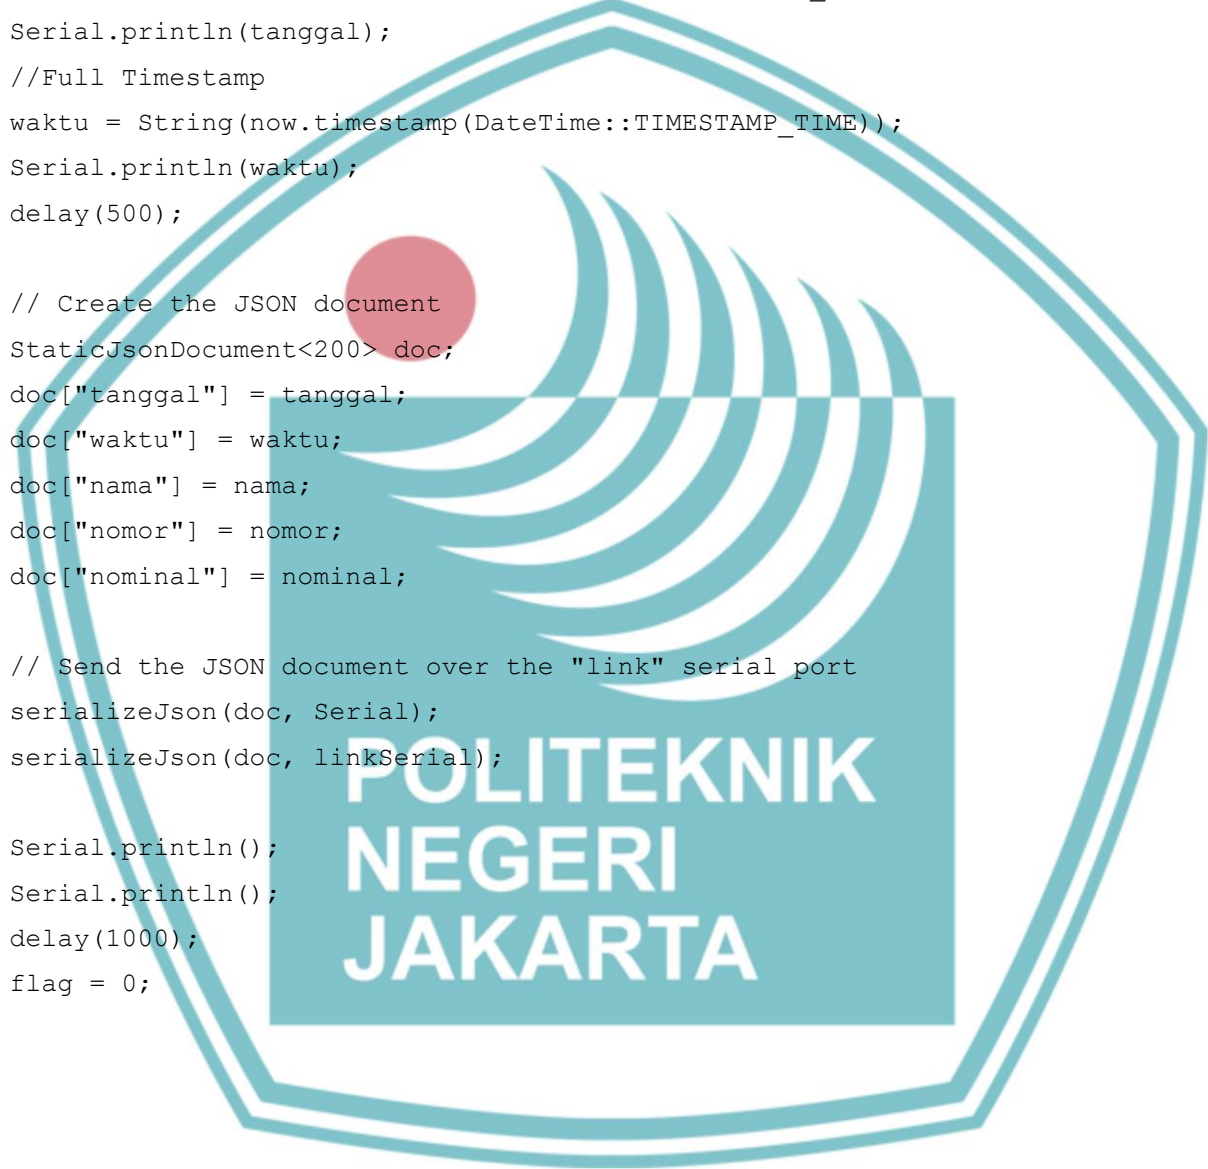 Serial.println(tanggal);
//Full Timestamp
waktu = String(now.timestamp(DateTime::TIMESTAMP_TIME));
Serial.println(waktu);
delay(500);
// Create the JSON document
StaticJsonDocument<200> doc;
doc["tanggal"] = tanggal;
doc["waktu"] = waktu;
doc["nama"] = nama;
doc["nomor"] = nomor;
doc["nominal"] = nominal;
// Send the JSON document over the "link" serial port
serializeJson(doc, Serial);
serializeJson(doc, linkSerial);
Serial.println();
Serial.println();
delay(1000);
flag = 0;
POLITEKNIK
NEGERI
JAKARTA